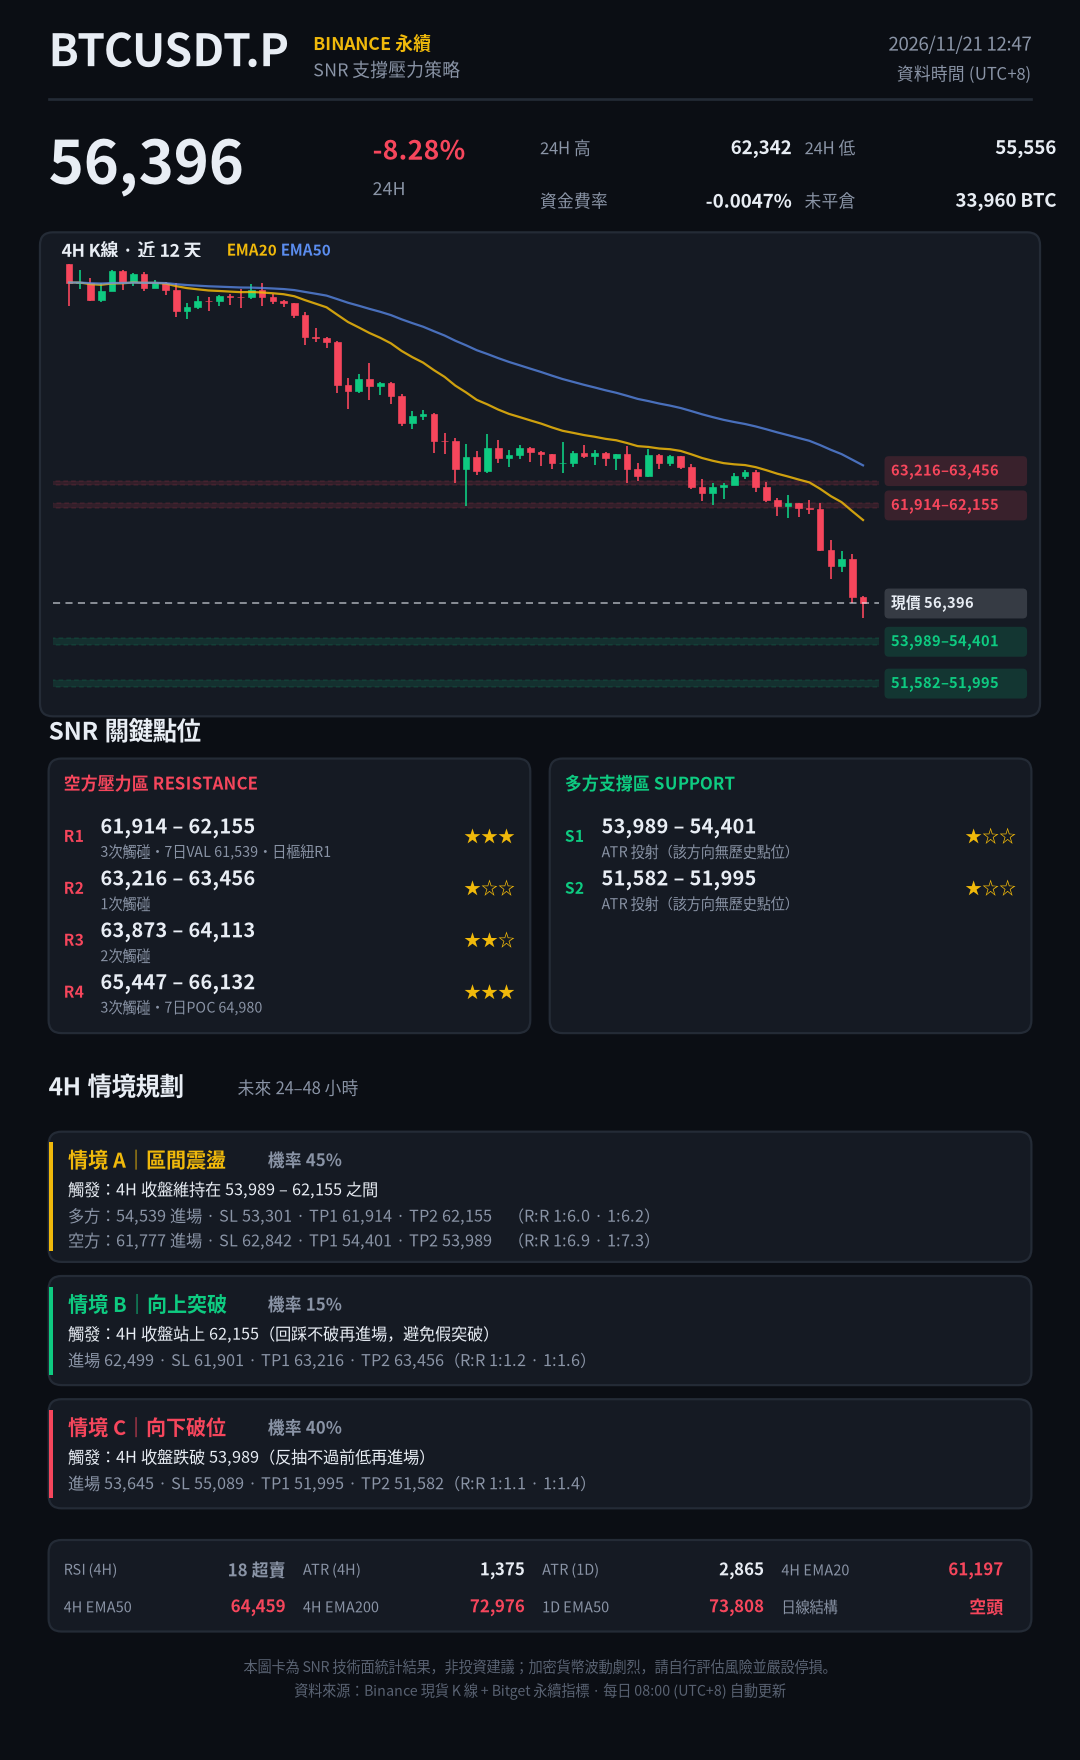 BTCUSDT.P
BINANCE 永續
SNR 支撐壓力策略
2026/11/21 12:47
資料時間 (UTC+8)
56,396
-8.28%
24H
24H 高 62,342 24H 低 55,556
資金費率 -0.0047% 未平倉 33,960 BTC
4H K線 · 近 12 天 EMA20 EMA50
63,216–63,456
61,914–62,155
現價 56,396
53,989–54,401
51,582–51,995
SNR 關鍵點位
空方壓力區 RESISTANCE
R1 61,914 – 62,155 ★★★
3次觸碰・7日VAL 61,539・日樞紐R1
R2 63,216 – 63,456 ★☆☆
1次觸碰
R3 63,873 – 64,113 ★★☆
2次觸碰
R4 65,447 – 66,132 ★★★
3次觸碰・7日POC 64,980
多方支撐區 SUPPORT
S1 53,989 – 54,401 ★☆☆
ATR 投射（該方向無歷史點位）
S2 51,582 – 51,995 ★☆☆
ATR 投射（該方向無歷史點位）
4H 情境規劃 未來 24–48 小時
情境 A｜區間震盪 機率 45%
觸發：4H 收盤維持在 53,989 – 62,155 之間
多方：54,539 進場 · SL 53,301 · TP1 61,914 · TP2 62,155 （R:R 1:6.0 · 1:6.2）
空方：61,777 進場 · SL 62,842 · TP1 54,401 · TP2 53,989 （R:R 1:6.9 · 1:7.3）
情境 B｜向上突破 機率 15%
觸發：4H 收盤站上 62,155（回踩不破再進場，避免假突破）
進場 62,499 · SL 61,901 · TP1 63,216 · TP2 63,456（R:R 1:1.2 · 1:1.6）
情境 C｜向下破位 機率 40%
觸發：4H 收盤跌破 53,989（反抽不過前低再進場）
進場 53,645 · SL 55,089 · TP1 51,995 · TP2 51,582（R:R 1:1.1 · 1:1.4）
RSI (4H) 18 超賣 ATR (4H) 1,375 ATR (1D) 2,865 4H EMA20 61,197
4H EMA50 64,459 4H EMA200 72,976 1D EMA50 73,808 日線結構 空頭
本圖卡為 SNR 技術面統計結果，非投資建議；加密貨幣波動劇烈，請自行評估風險並嚴設停損。
資料來源：Binance 現貨 K 線 + Bitget 永續指標 · 每日 08:00 (UTC+8) 自動更新